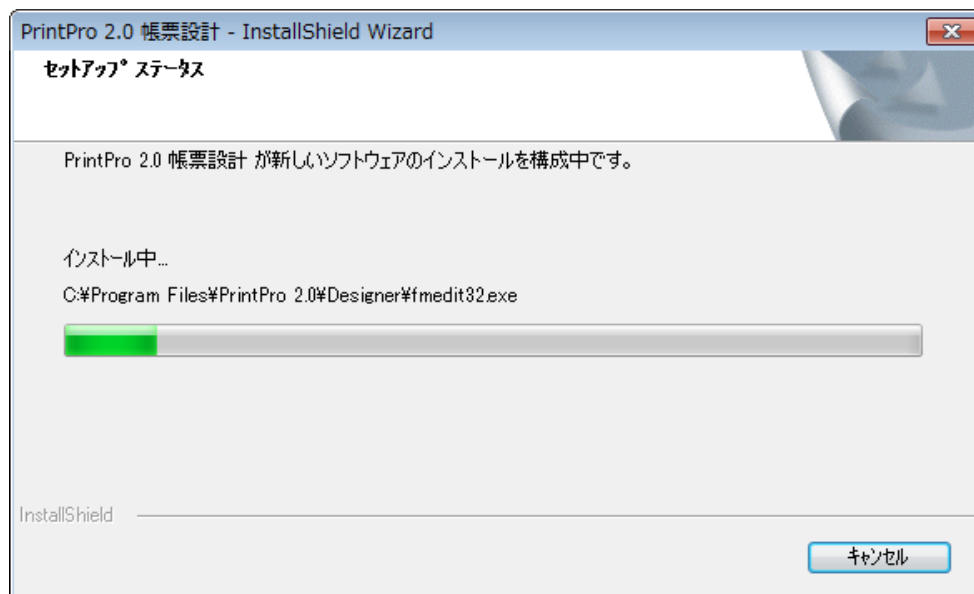 PrintPro 2.0 帳票設計 - InstallShield Wizard
セットアップ ステータス
PrintPro 2.0 帳票設計 が新しいソフトウェアのインストールを構成中です。
インストール中...
C:¥Program Files¥PrintPro 2.0¥Designer¥fmedit32.exe
InstallShield
キャンセル